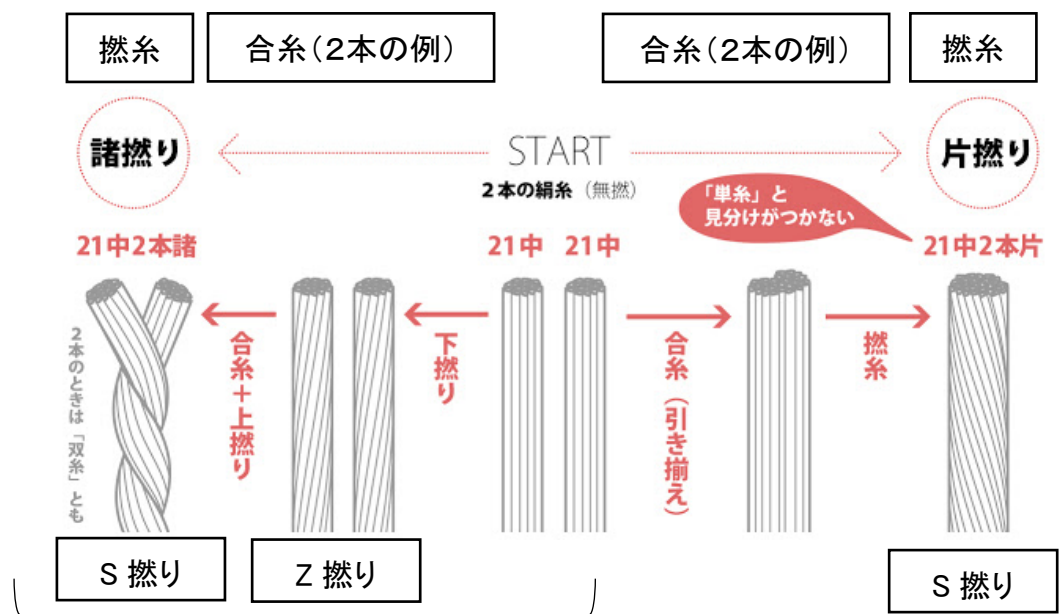 撚糸
合糸(2本の例)
合糸(2本の例)
撚糸
諸撚り
START
片撚り
2本の絹糸(無撚)
「単糸」と
見分けがつかない
21中2本諸
21中
21中
21中2本片
2本のときは「双糸」とも
合糸+上撚り
下撚り
合糸(引き揃え)
撚糸
S 撚り
Z 撚り
S 撚り